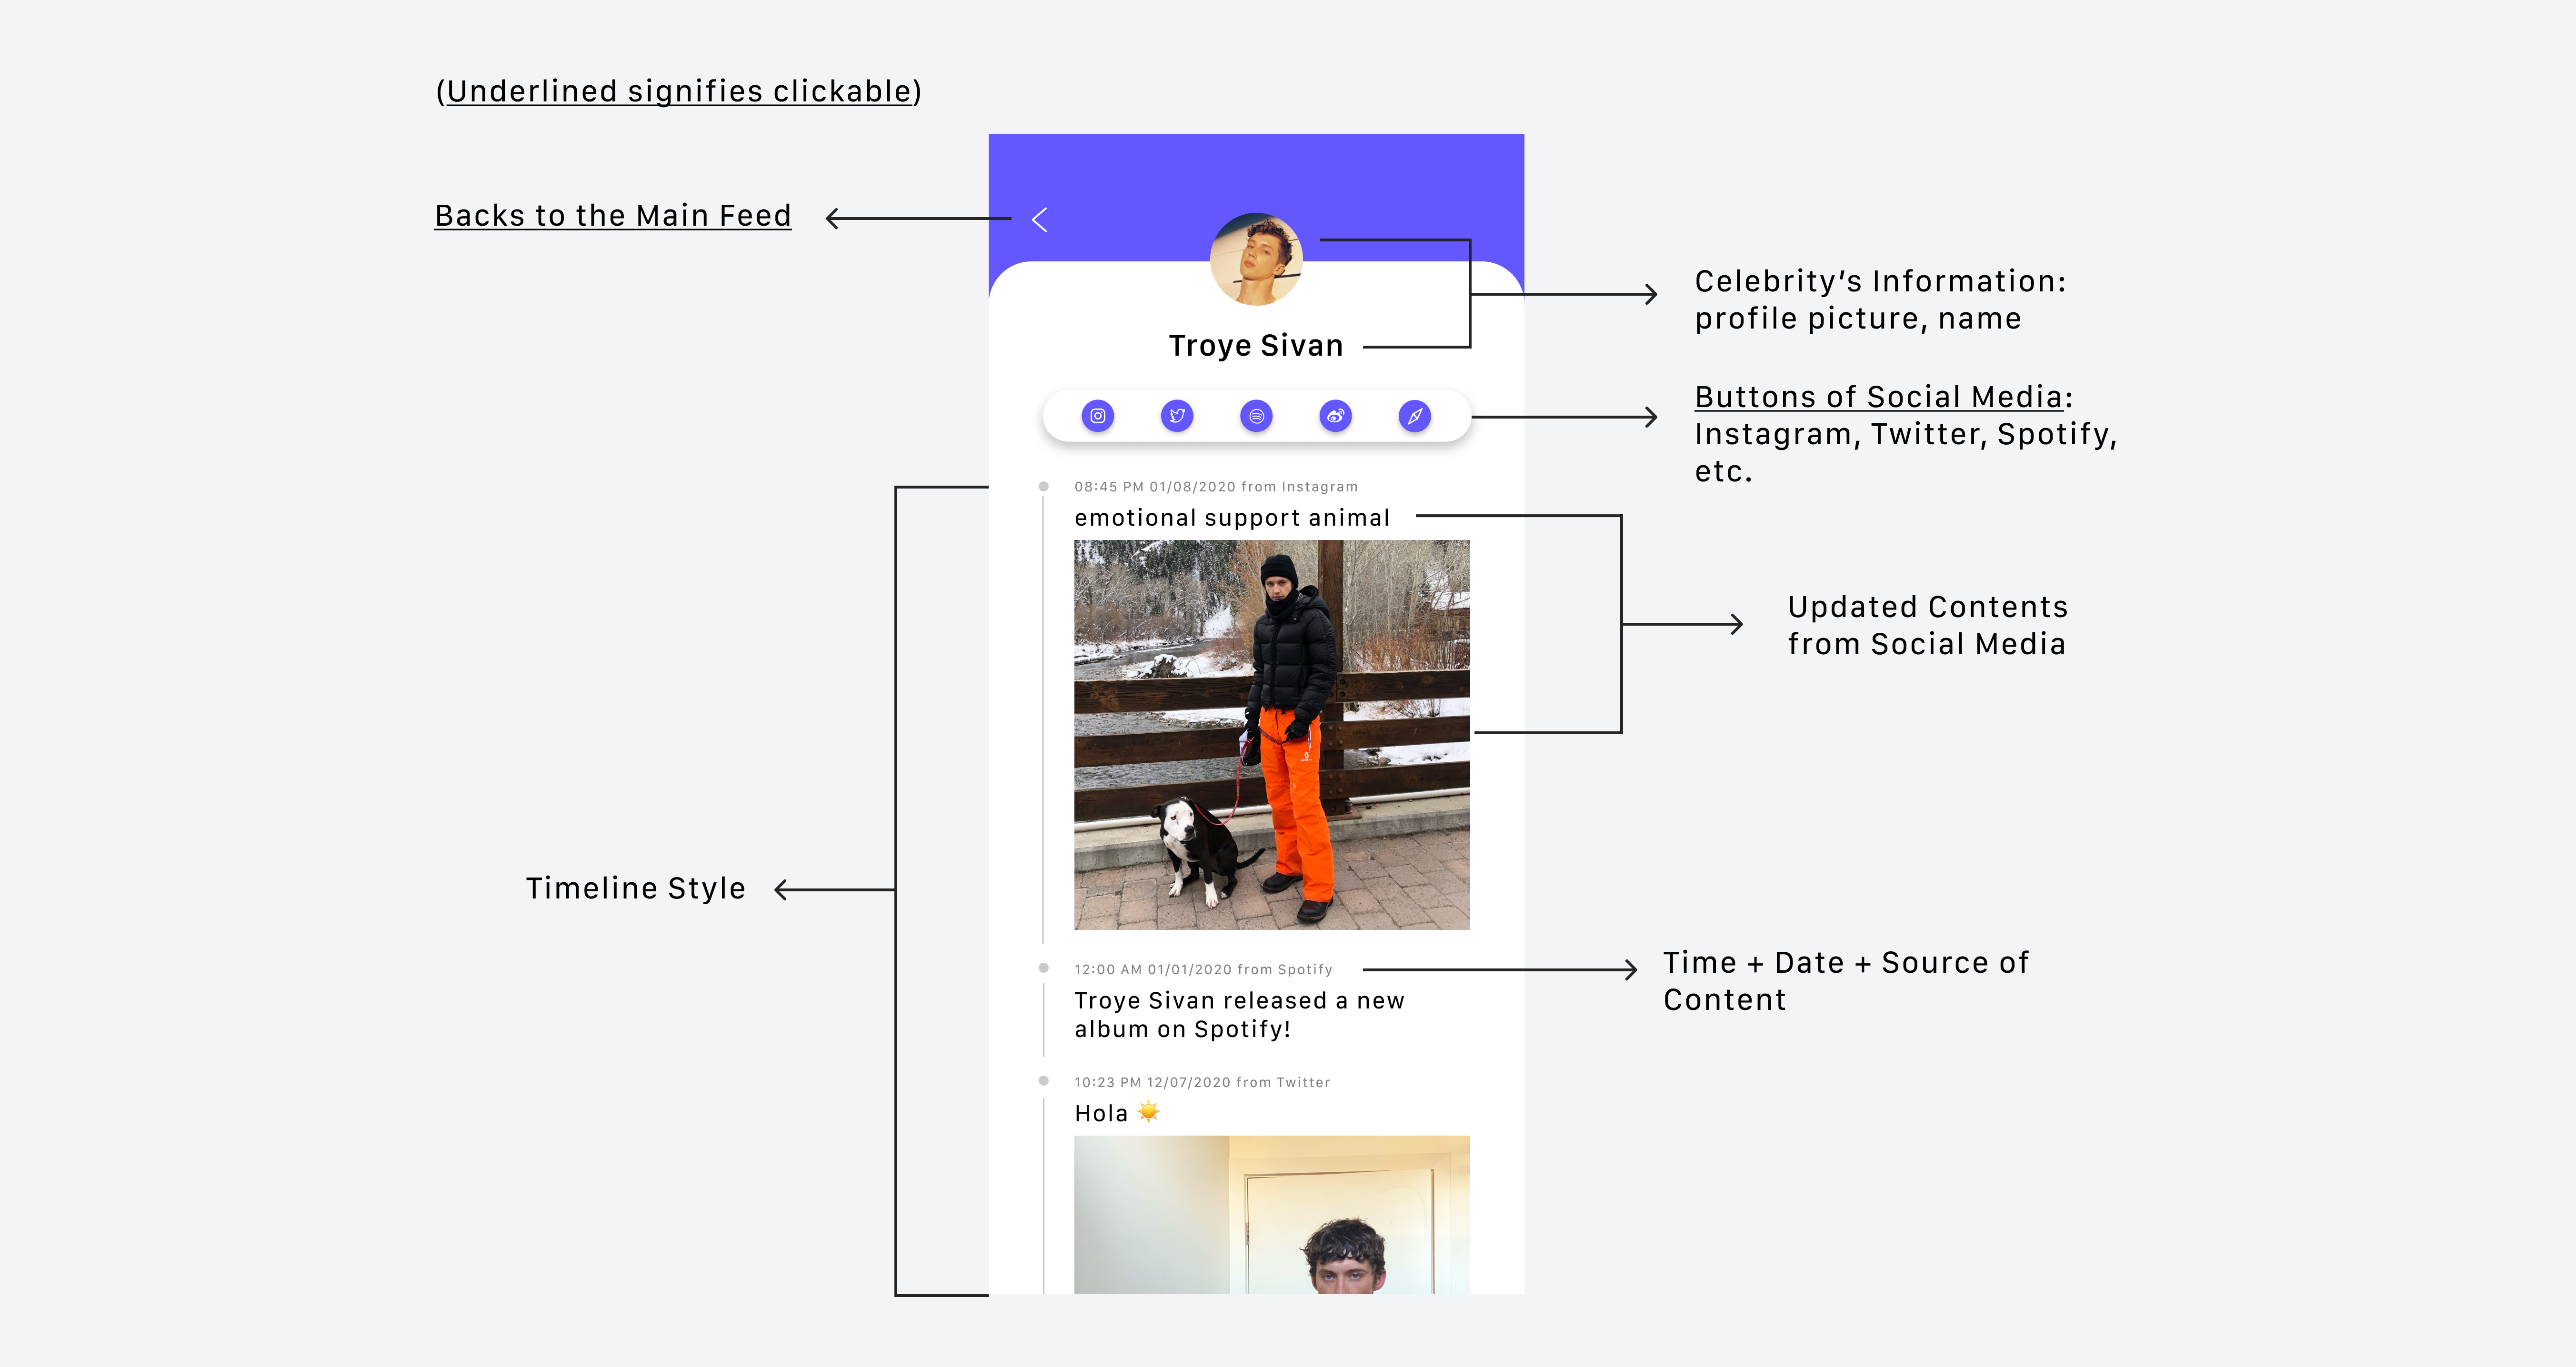 (Underlined signifies clickable)
Backs to the Main Feed
Celebrity's Information:
profile picture, name
Troye Sivan
Buttons of Social Media:
Instagram, Twitter, Spotify,
etc.
08:45 PM 01/08/2020 from Instagram
emotional support animal
Updated Contents
from Social Media
Timeline Style
12:00 AM 01/01/2020 from Spotify
Time + Date + Source of
Content
Troye Sivan released a new
album on Spotify!
10:23 PM 12/07/2020 from Twitter
Hola ☀️